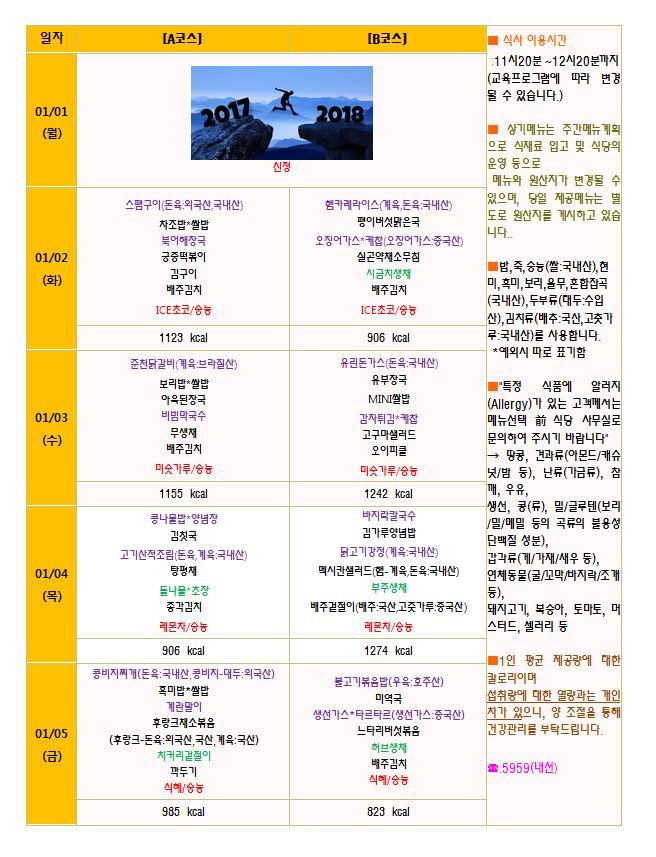 일자
[A코스]
[B코스]
01/01
(월)
2017
2018
신정
01/02
(화)
스팸구이(돈육:외국산,국내산)
차조밥*쌀밥
북어해장국
궁중떡볶이
김구이
배추김치
ICE초코/숭늉
1123 kcal
햄카레라이스(계육,돈육:국내산)
팽이버섯맑은국
오징어가스*케찹(오징어가스:중국산)
실곤약채소무침
시금치생채
배추김치
ICE초코/숭늉
906 kcal
01/03
(수)
춘천닭갈비(계육:브라질산)
보리밥*쌀밥
아욱된장국
비빔막국수
무생채
배추김치
미숫가루/숭늉
1155 kcal
유린돈가스(돈육:국내산)
유부장국
MINI쌀밥
감자튀김*케찹
고구마샐러드
오이피클
미숫가루/숭늉
1242 kcal
01/04
(목)
콩나물밥*양념장
김칫국
고기산적조림(돈육,계육:국내산)
탕평채
돌나물*초장
총각김치
레몬차/숭늉
906 kcal
바지락칼국수
김가루양념밥
닭고기강정(계육:국내산)
멕시칸샐러드(햄-계육,돈육:국내산)
부추생채
배추겉절이(배추:국산,고춧가루:중국산)
레몬차/숭늉
1274 kcal
01/05
(금)
콩비지찌개(돈육:국내산,콩비지-대두:외국산)
흑미밥*쌀밥
계란말이
후랑크채소볶음
(후랑크-돈육:외국산,국산,계육:국산)
치커리겉절이
깍두기
식혜/숭늉
985 kcal
불고기볶음밥(우육:호주산)
미역국
생선가스*타르타르(생선가스:중국산)
느타리버섯볶음
허브생채
배추김치
식혜/숭늉
823 kcal
■ 식사 이용시간
:11시20분 ~12시20분까지
(교육프로그램에 따라 변경
될 수 있습니다.)
■ 상기메뉴는 주간메뉴계획
으로 식재료 입고 및 식당의
운영 등으로
메뉴와 원산지가 변경될 수
있으며, 당일 제공메뉴는 별
도로 원산지를 게시하고 있습
니다..
■밥,죽,숭늉(쌀:국내산),현
미,흑미,보리,율무,혼합잡곡
(국내산),두부료(대두:수입
산),김치류(배추:국산,고춧가
루:국내산)를 사용합니다.
*예외시 따로 표기함
■"특정 식품에 알러지
(Allergy)가 있는 고객께서는
메뉴선택 前 식당 사무실로
문의하여 주시기 바랍니다"
→ 땅콩, 견과류(아몬드/캐슈
넛/밤 등), 난류(가금류), 참
깨, 우유,
생선, 콩(류), 밀/글루텐(보리
/밀/메밀 등의 곡류의 불용성
단백질 성분),
갑각류(게/가재/새우 등),
연체동물(굴/꼬막/바지락/조개
등),
돼지고기, 복숭아, 토마토, 머
스터드, 셀러리 등
■1인 평균 제공량에 대한
칼로리이며
섭취량에 대한 열량과는 개인
차가 있으니, 양 조절을 통해
건강관리를 부탁드립니다.
☎.5959(내선)